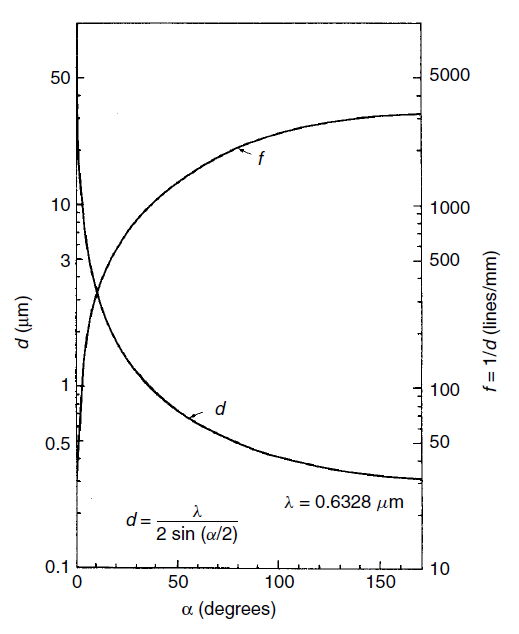 50
10
3
1
0.5
0.1
d (μm)
5000
1000
500
100
50
10
f = 1/d (lines/mm)
f
d
λ = 0.6328 μm
d = λ / 2 sin (α/2)
0 50 100 150
α (degrees)